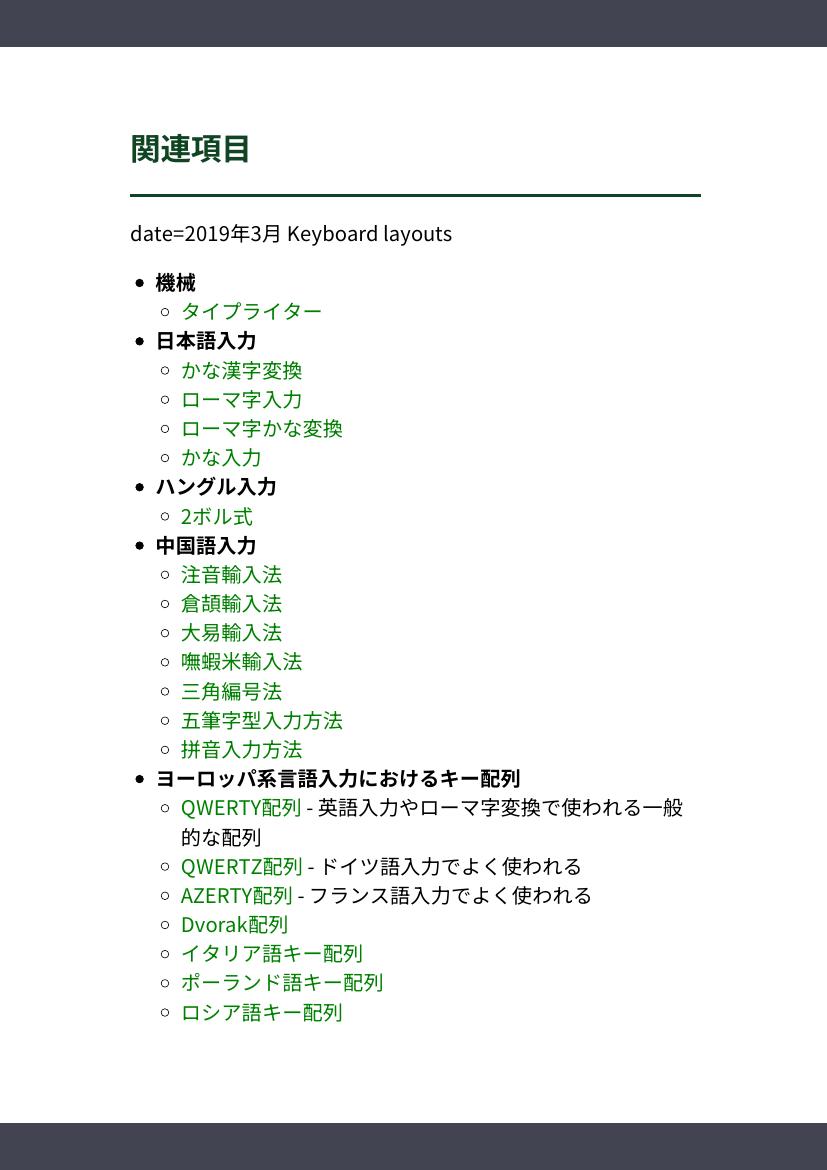 関連項目
date=2019年3月 Keyboard layouts
機械
タイプライター
日本語入力
かな漢字変換
ローマ字入力
ローマ字かな変換
かな入力
ハングル入力
2ボル式
中国語入力
注音輸入法
倉頡輸入法
大易輸入法
嘸蝦米輸入法
三角編号法
五筆字型入力方法
拼音入力方法
ヨーロッパ系言語入力におけるキー配列
QWERTY配列 - 英語入力やローマ字変換で使われる一般
的な配列
QWERTZ配列 - ドイツ語入力でよく使われる
AZERTY配列 - フランス語入力でよく使われる
Dvorak配列
イタリア語キー配列
ポーランド語キー配列
ロシア語キー配列